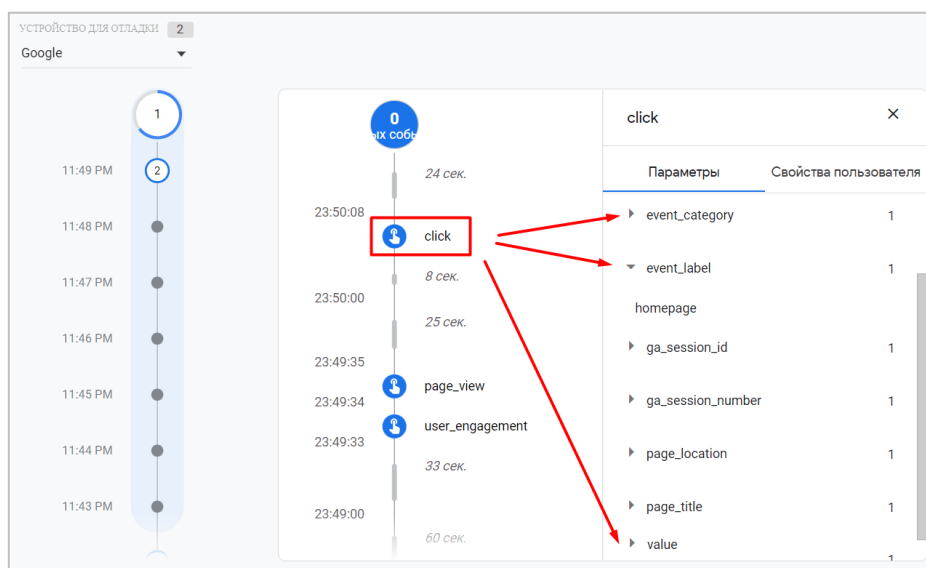 УСТРОЙСТВО ДЛЯ ОТЛАДКИ 2
Google
1
11:49 PM 2
11:48 PM
11:47 PM
11:46 PM
11:45 PM
11:44 PM
11:43 PM
0
ых собы
24 сек.
23:50:08
click
8 сек.
23:50:00
25 сек.
23:49:35
page_view
23:49:34
user_engagement
23:49:33
33 сек.
23:49:00
60 сек.
click
Параметры Свойства пользователя
event_category 1
event_label 1
homepage
ga_session_id 1
ga_session_number 1
page_location 1
page_title 1
value 1